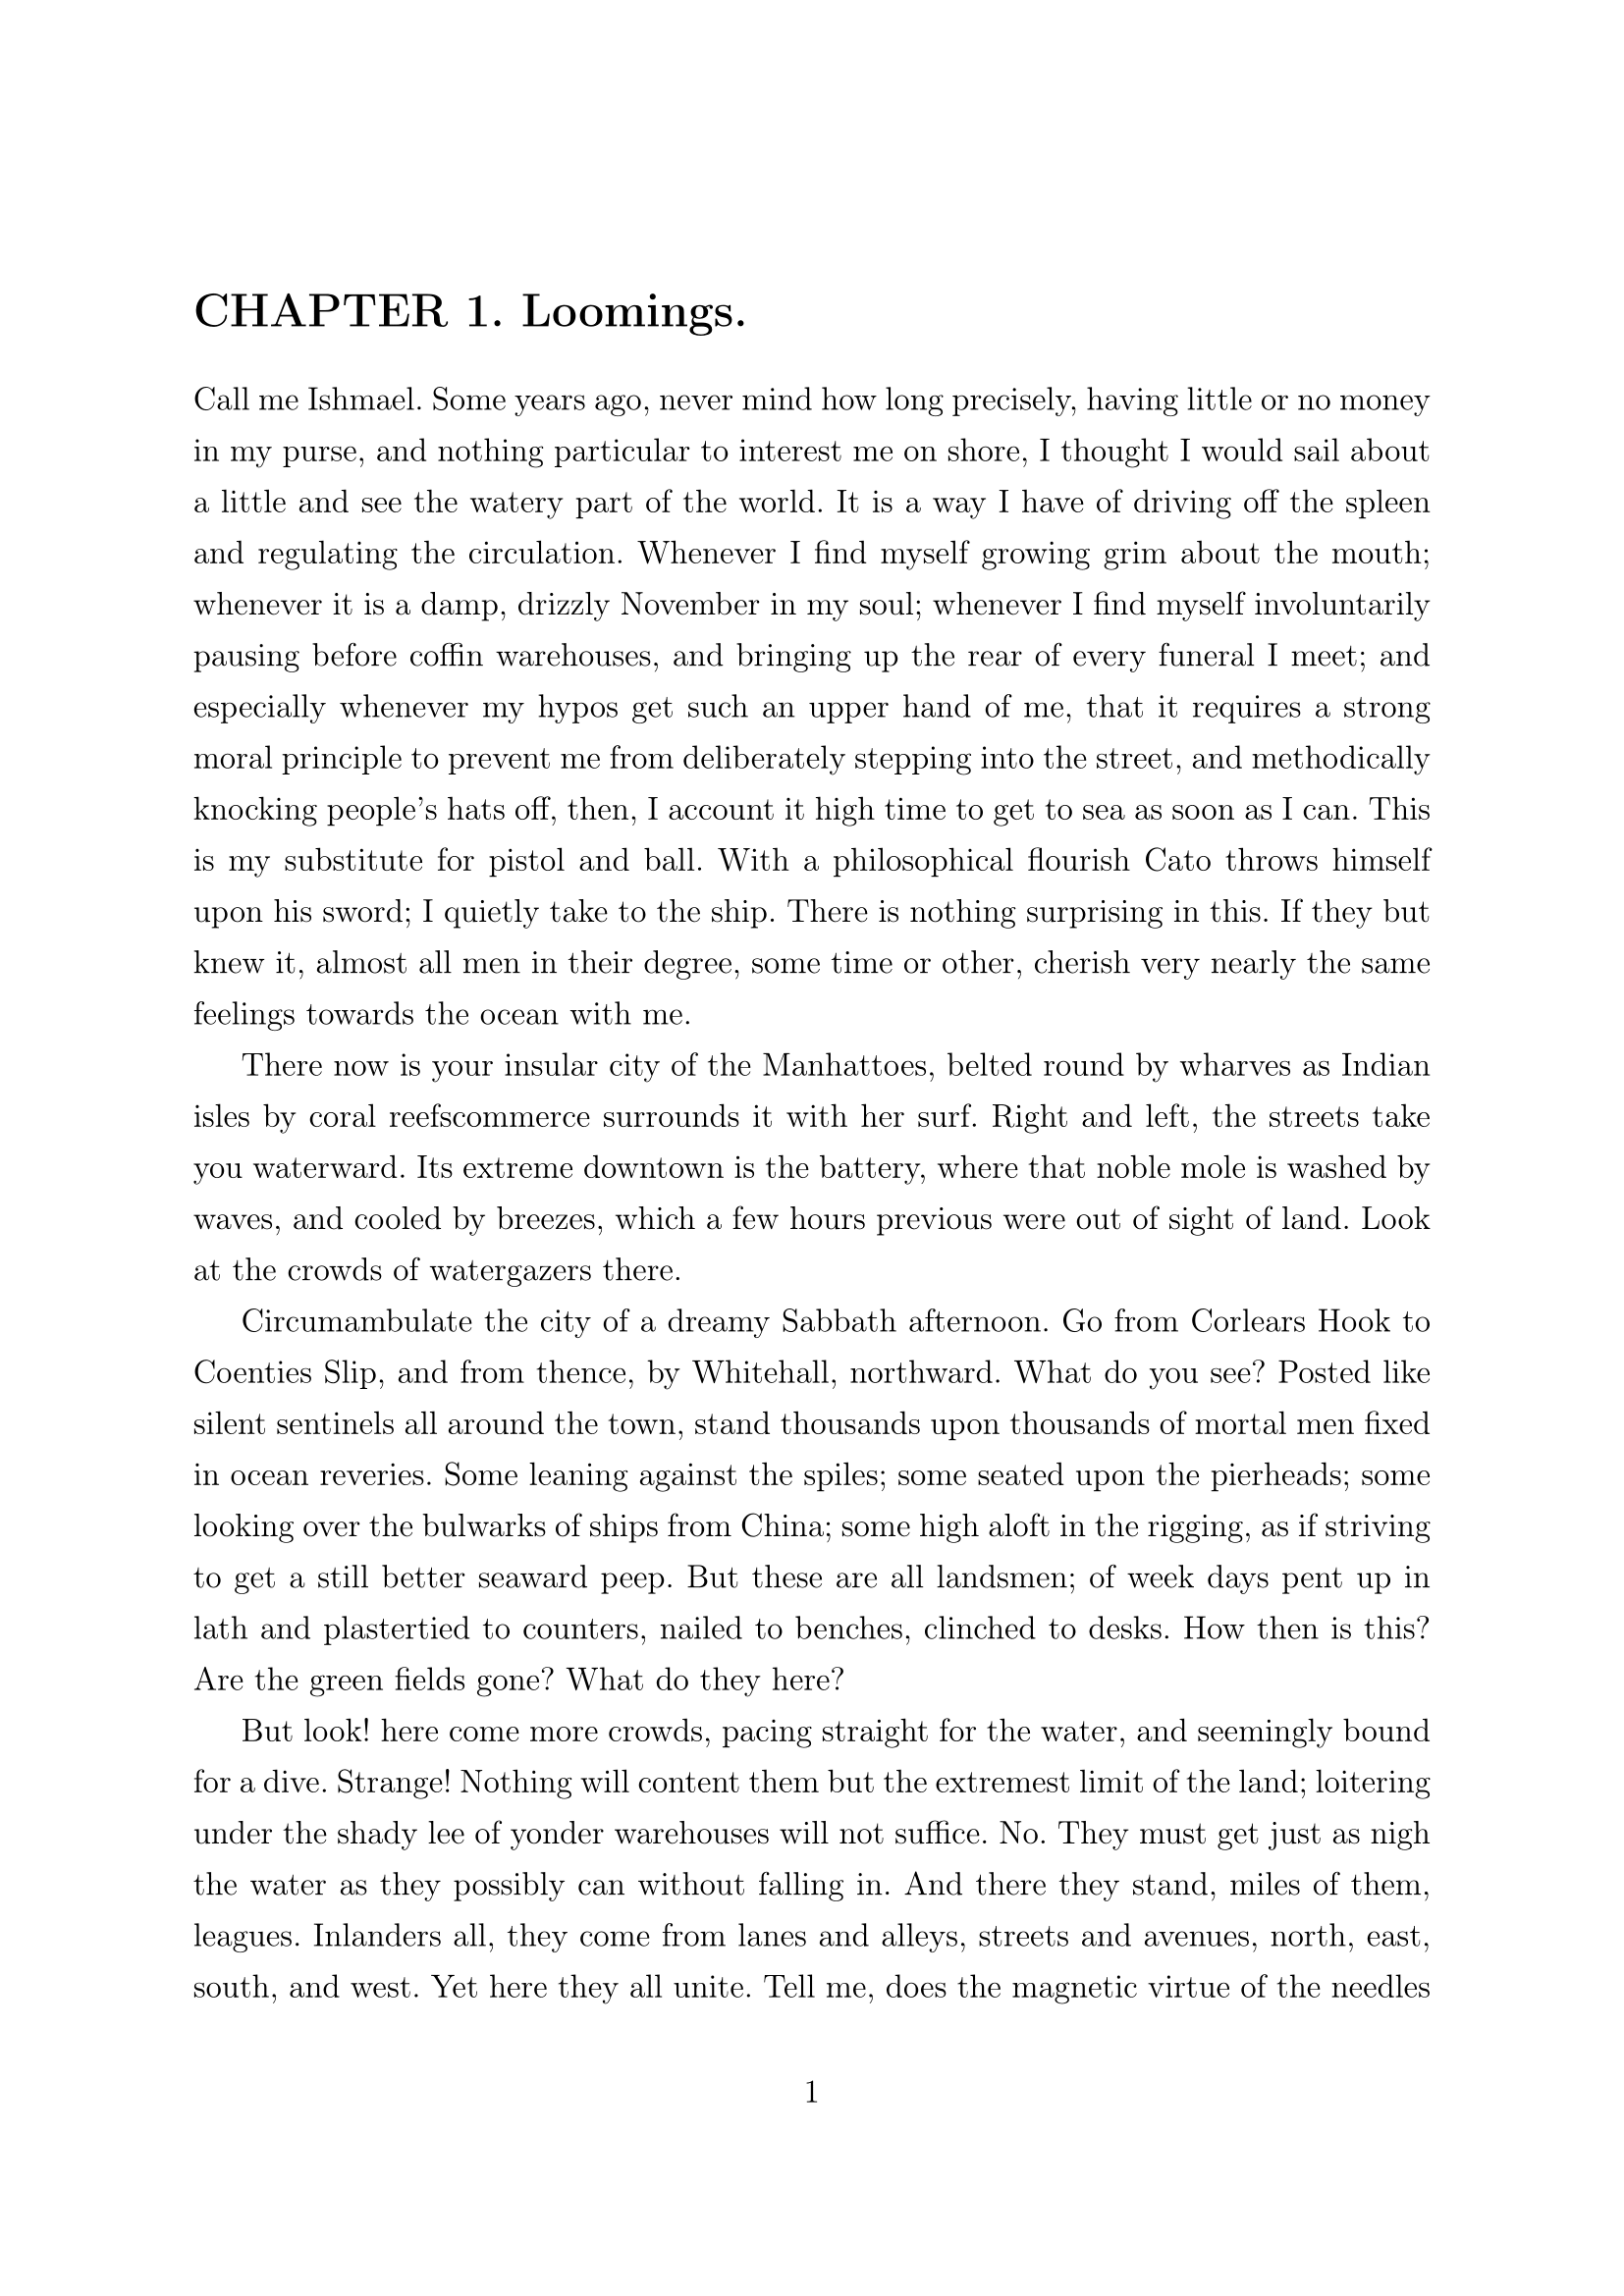 CHAPTER 1. Loomings.
Call me Ishmael. Some years ago, never mind how long precisely, having little or no money
in my purse, and nothing particular to interest me on shore, I thought I would sail about
a little and see the watery part of the world. It is a way I have of driving off the spleen
and regulating the circulation. Whenever I find myself growing grim about the mouth;
whenever it is a damp, drizzly November in my soul; whenever I find myself involuntarily
pausing before coffin warehouses, and bringing up the rear of every funeral I meet; and
especially whenever my hypos get such an upper hand of me, that it requires a strong
moral principle to prevent me from deliberately stepping into the street, and methodically
knocking people’s hats off, then, I account it high time to get to sea as soon as I can. This
is my substitute for pistol and ball. With a philosophical flourish Cato throws himself
upon his sword; I quietly take to the ship. There is nothing surprising in this. If they but
knew it, almost all men in their degree, some time or other, cherish very nearly the same
feelings towards the ocean with me.
There now is your insular city of the Manhattoes, belted round by wharves as Indian
isles by coral reefscommerce surrounds it with her surf. Right and left, the streets take
you waterward. Its extreme downtown is the battery, where that noble mole is washed by
waves, and cooled by breezes, which a few hours previous were out of sight of land. Look
at the crowds of watergazers there.
Circumambulate the city of a dreamy Sabbath afternoon. Go from Corlears Hook to
Coenties Slip, and from thence, by Whitehall, northward. What do you see? Posted like
silent sentinels all around the town, stand thousands upon thousands of mortal men fixed
in ocean reveries. Some leaning against the spiles; some seated upon the pierheads; some
looking over the bulwarks of ships from China; some high aloft in the rigging, as if striving
to get a still better seaward peep. But these are all landsmen; of week days pent up in
lath and plastertied to counters, nailed to benches, clinched to desks. How then is this?
Are the green fields gone? What do they here?
But look! here come more crowds, pacing straight for the water, and seemingly bound
for a dive. Strange! Nothing will content them but the extremest limit of the land; loitering
under the shady lee of yonder warehouses will not suffice. No. They must get just as nigh
the water as they possibly can without falling in. And there they stand, miles of them,
leagues. Inlanders all, they come from lanes and alleys, streets and avenues, north, east,
south, and west. Yet here they all unite. Tell me, does the magnetic virtue of the needles
1